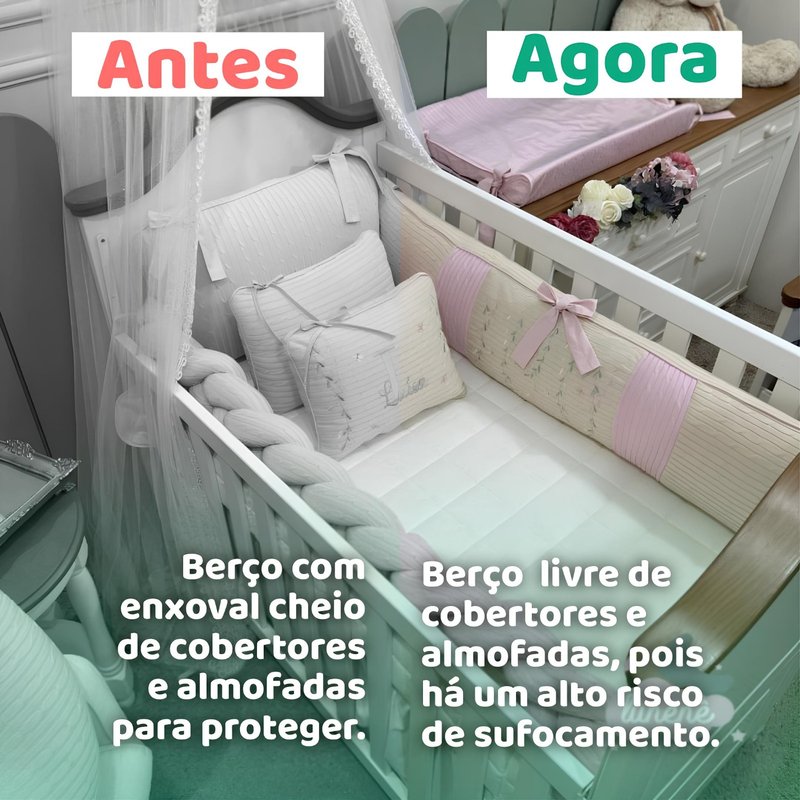 Antes
Agora
Berço com
enxoval cheio
de cobertores
e almofadas
para proteger.
Berço livre de
cobertores e
almofadas, pois
há um alto risco
de sufocamento.